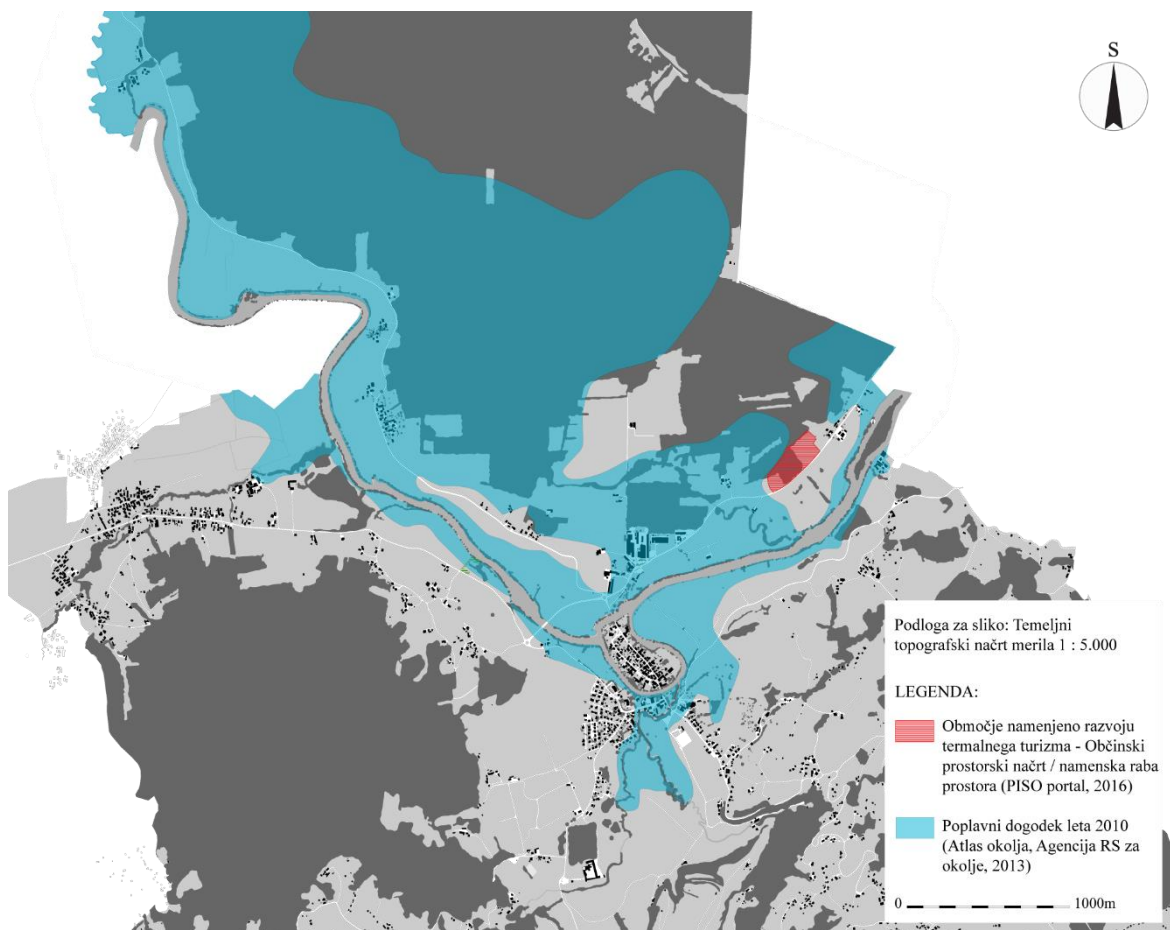 S
Podloga za sliko: Temeljni
topografski načrt merila 1 : 5.000
LEGENDA:
Območje namenjeno razvoju
termalnega turizma - Občinski
prostorski načrt / namenska raba
prostora (PISO portal, 2016)
Poplavni dogodek leta 2010
(Atlas okolja, Agencija RS za
okolje, 2013)
0 1000m